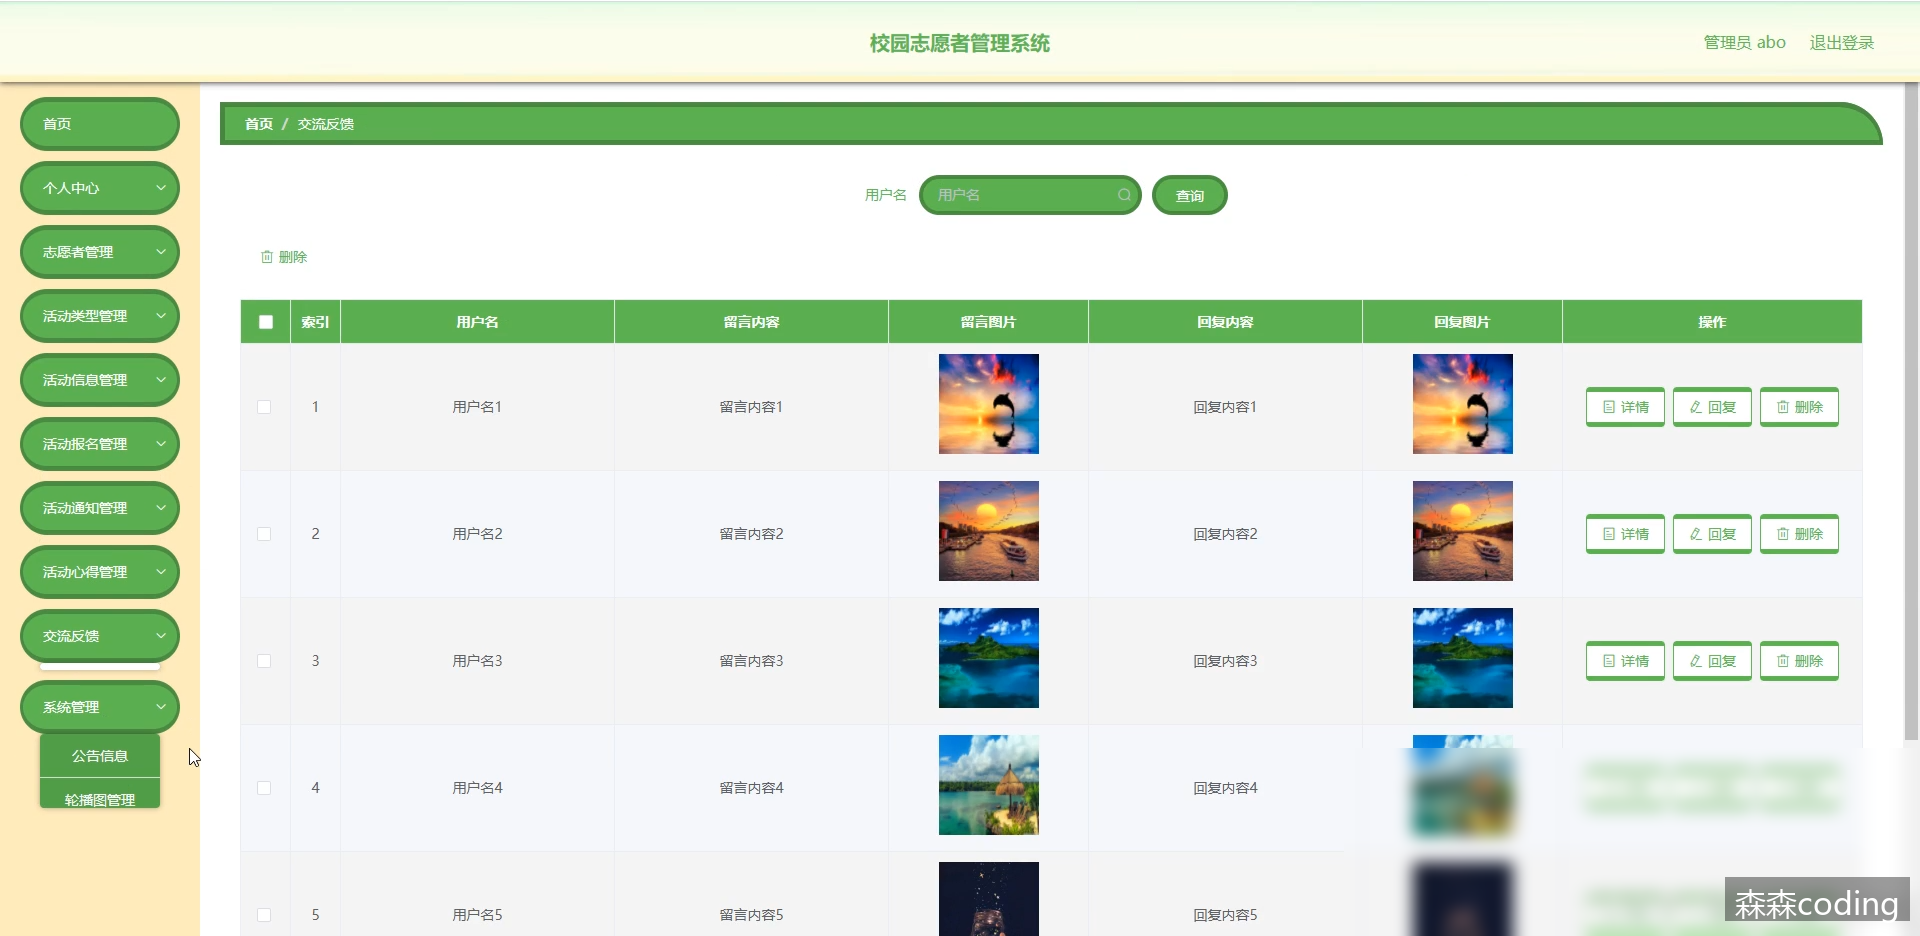 校园志愿者管理系统
管理员 abo 退出登录
首页
个人中心
志愿者管理
活动类型管理
活动信息管理
活动报名管理
活动通知管理
活动心得管理
交流反馈
系统管理
公告信息
轮播图管理
首页 / 交流反馈
用户名 用户名 查询
删除
索引 用户名 留言内容 留言图片 回复内容 回复图片 操作
1 用户名1 留言内容1 回复内容1 详情 回复 删除
2 用户名2 留言内容2 回复内容2 详情 回复 删除
3 用户名3 留言内容3 回复内容3 详情 回复 删除
4 用户名4 留言内容4 回复内容4
5 用户名5 留言内容5 回复内容5
森森coding